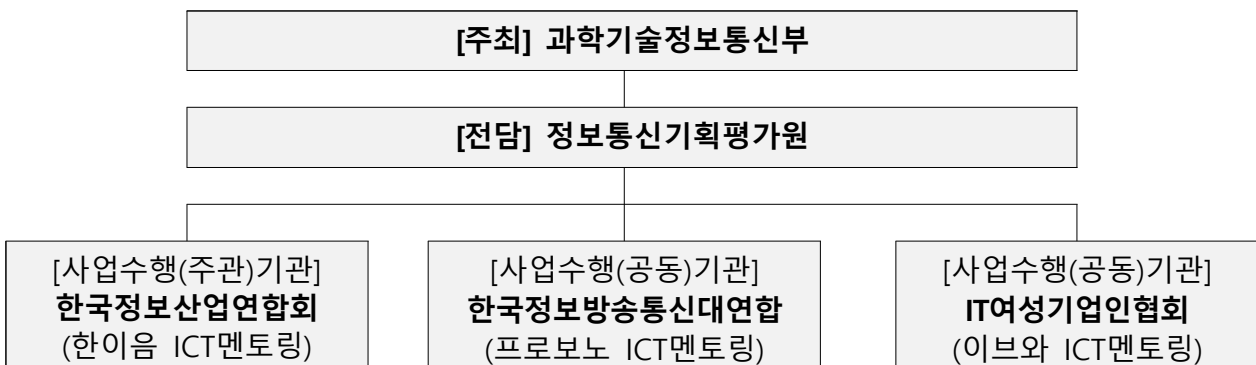 [주최] 과학기술정보통신부
[전담] 정보통신기획평가원
[사업수행(주관)기관]
한국정보산업연합회
(한이음 ICT멘토링)
[사업수행(공동)기관]
한국정보방송통신대연합
(프로보노 ICT멘토링)
[사업수행(공동)기관]
IT여성기업인협회
(이브와 ICT멘토링)